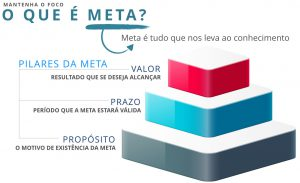 MANTENHA O FOCO
O QUE É META?
Meta é tudo que nos leva ao conhecimento
PILARES DA META
VALOR
RESULTADO QUE SE DESEJA ALCANÇAR
PRAZO
PERÍODO QUE A META ESTARÁ VÁLIDA
PROPÓSITO
O MOTIVO DE EXISTÊNCIA DA META